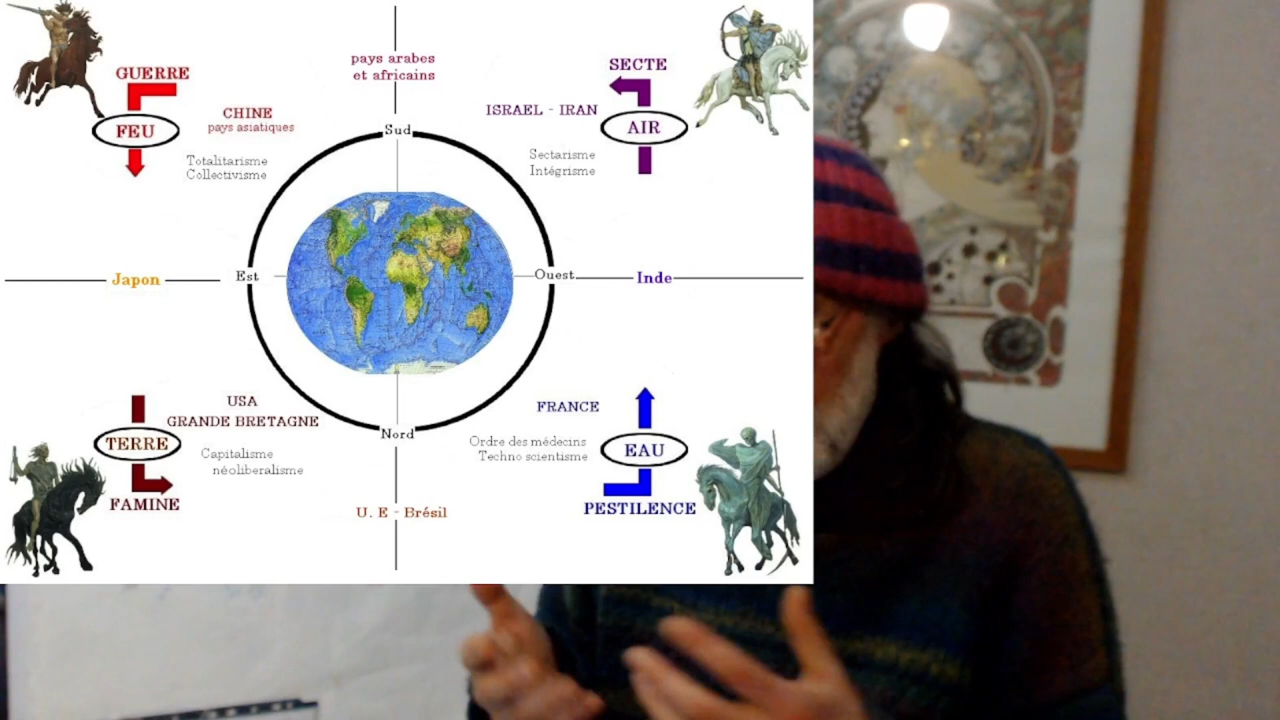 GUERRE
FEU
CHINE
pays asiatiques
Totalitarisme
Collectivisme
pays arabes
et africains
Sud
SECTE
ISRAEL - IRAN
AIR
Sectarisme
Intégrisme
Japon
Est
Ouest
Inde
USA
GRANDE BRETAGNE
TERRE
Capitalisme
néoliberalisme
FAMINE
Nord
U. E - Brésil
FRANCE
Ordre des médecins
Techno scientisme
EAU
PESTILENCE